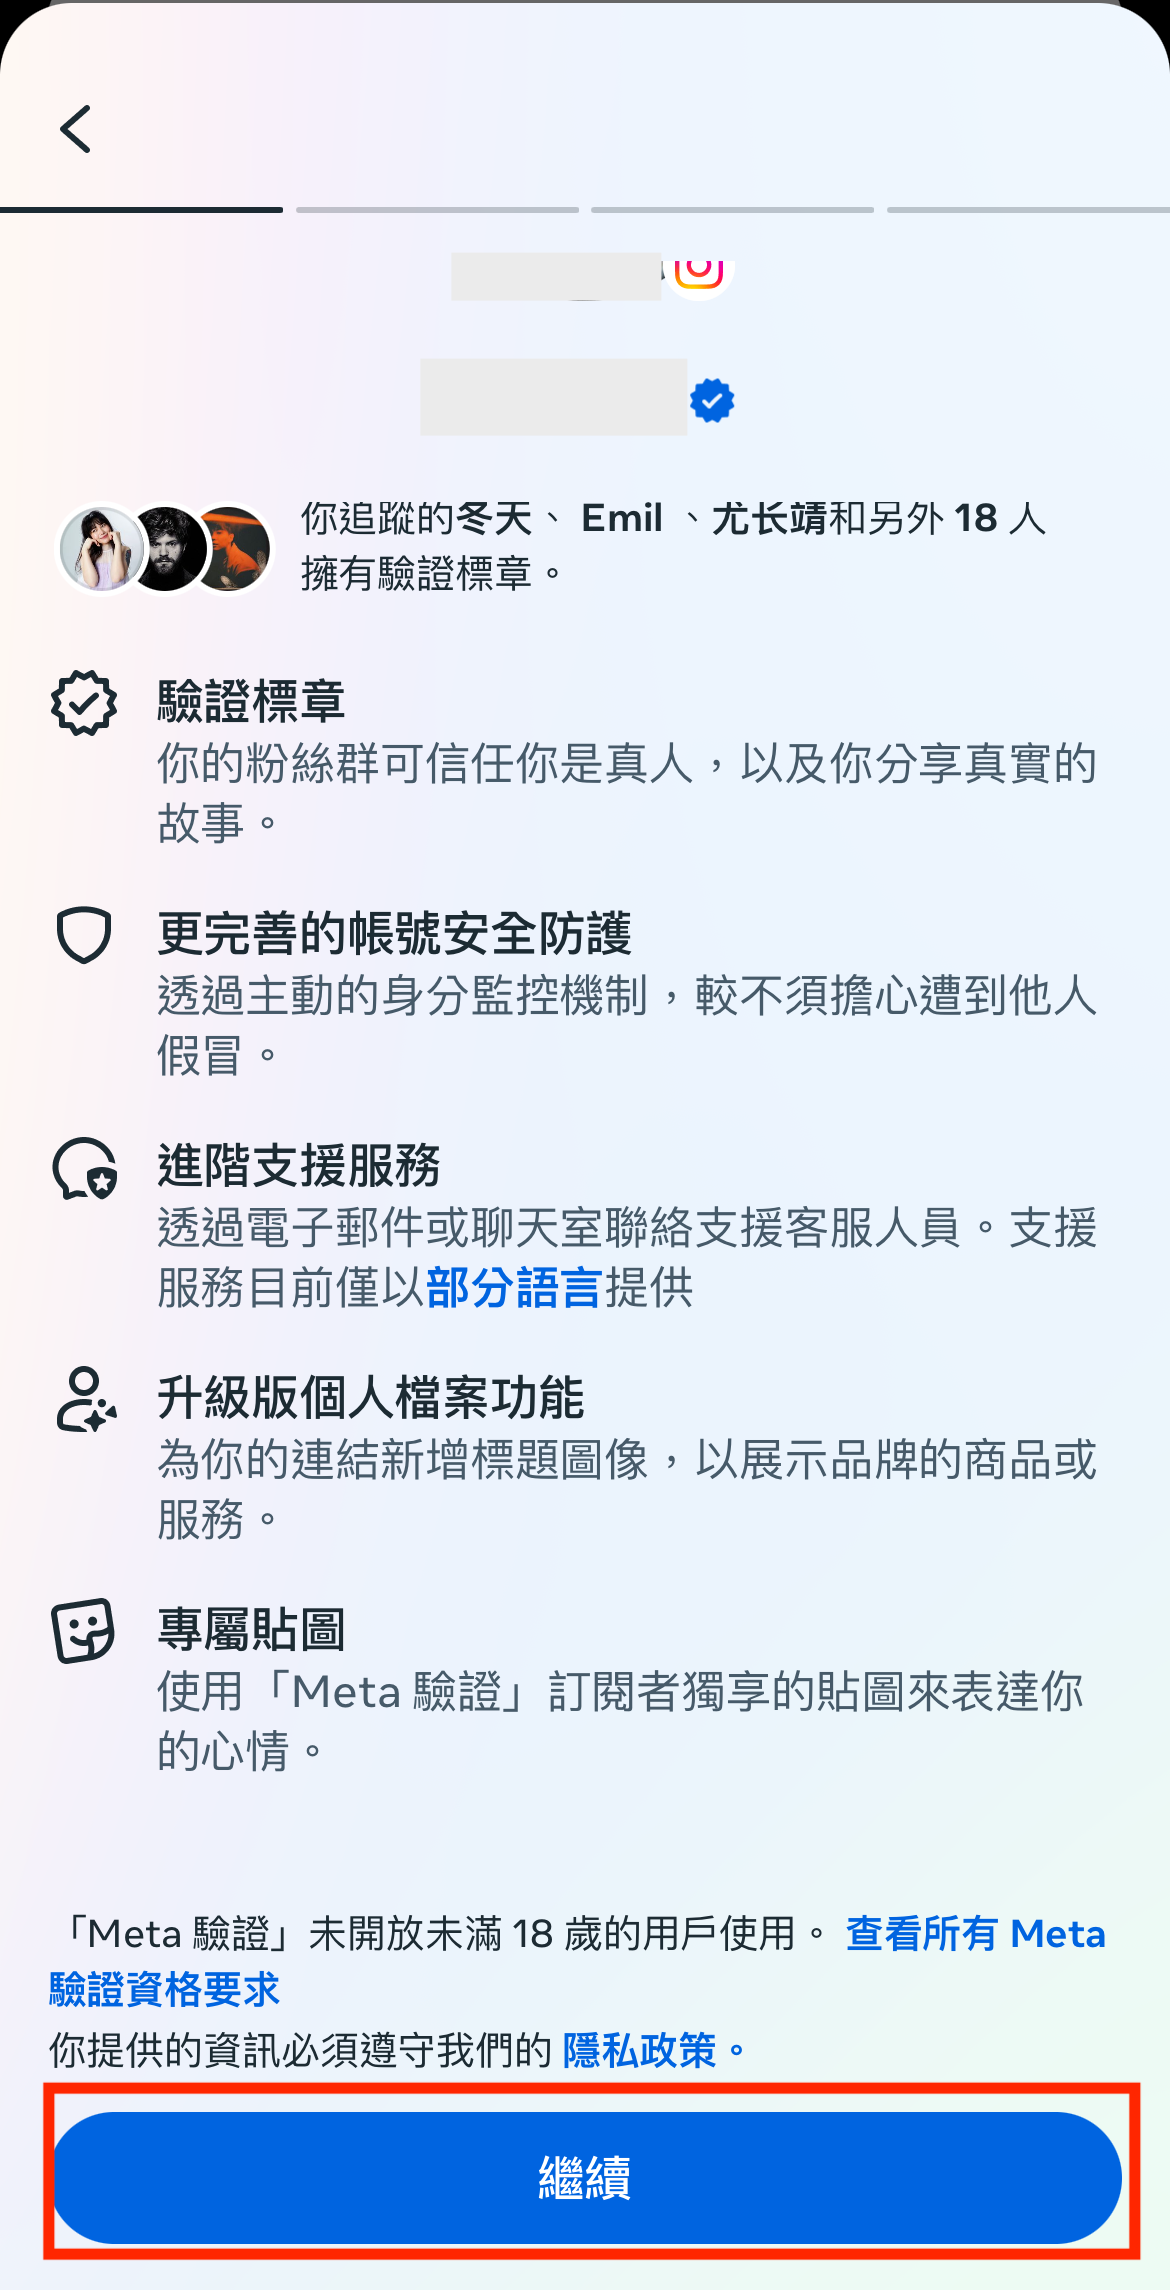 你追蹤的冬天、 Emil 、尤长靖和另外 18 人
擁有驗證標章。
驗證標章
你的粉絲群可信任你是真人，以及你分享真實的
故事。
更完善的帳號安全防護
透過主動的身分監控機制，較不須擔心遭到他人
假冒。
進階支援服務
透過電子郵件或聊天室聯絡支援客服人員。支援
服務目前僅以部分語言提供
升級版個人檔案功能
為你的連結新增標題圖像，以展示品牌的商品或
服務。
專屬貼圖
使用「Meta 驗證」訂閱者獨享的貼圖來表達你
的心情。
「Meta 驗證」未開放未滿 18 歲的用戶使用。 查看所有 Meta
驗證資格要求
你提供的資訊必須遵守我們的 隱私政策。
繼續